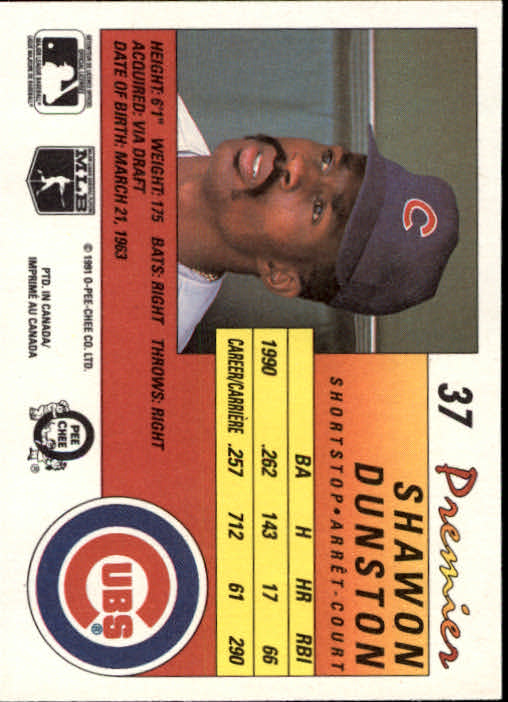 37 Premier
SHAWON
DUNSTON
SHORTSTOP • ARRÊT-COURT
BA H HR RBI
1990 .262 143 17 66
CAREER/CARRIÈRE .257 712 61 290
C
HEIGHT: 6'1" WEIGHT: 175 BATS: RIGHT THROWS: RIGHT
ACQUIRED: VIA DRAFT
DATE OF BIRTH: MARCH 21, 1963
CUBS ®
MLB
© 1991 O-PEE-CHEE CO. LTD.
PTD. IN CANADA/
IMPRIMÉ AU CANADA
O PEE CHEE ®